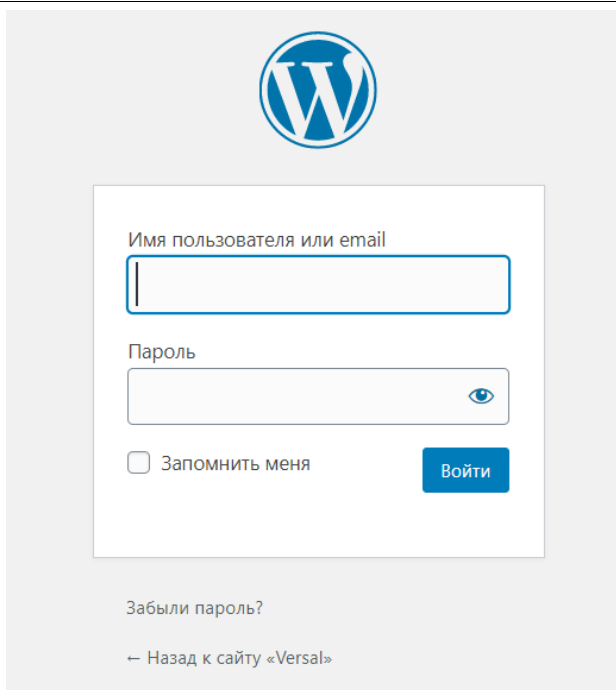 Имя пользователя или email
Пароль
Запомнить меня
Войти
Забыли пароль?
← Назад к сайту «Versal»